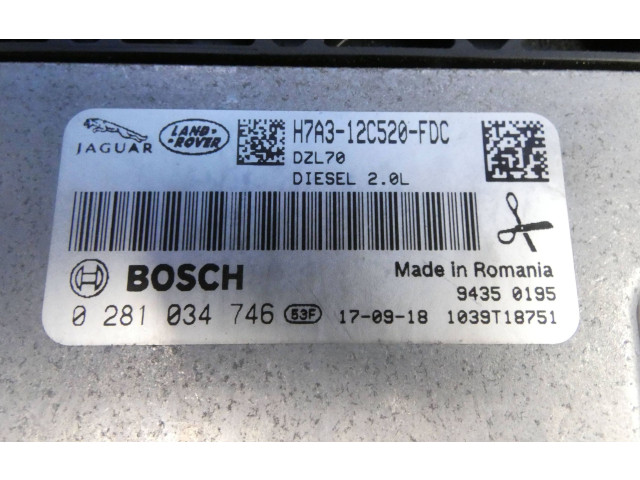 JAGUAR
LAND-
ROVER
H7A3-12C520-FDC
DZL70
DIESEL 2.0L
BOSCH
Made in Romania
9435 0195
0 281 034 746 53F 17-09-18 1039T18751